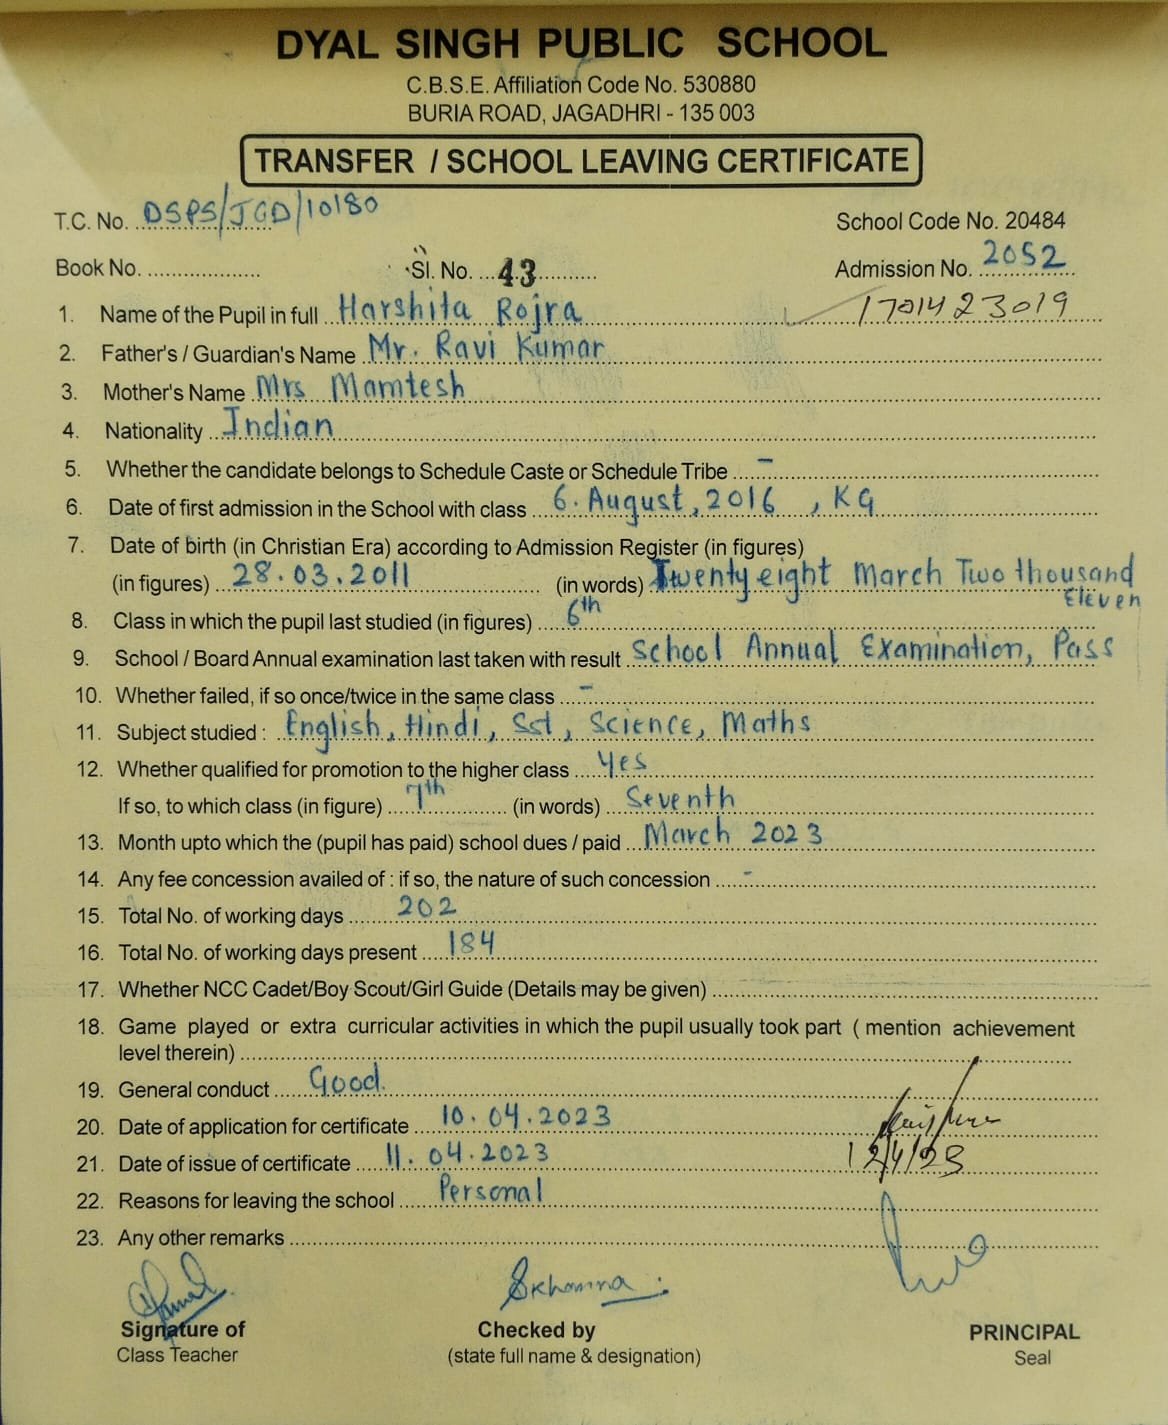 DYAL SINGH PUBLIC SCHOOL
C.B.S.E. Affiliation Code No. 530880
BURIA ROAD, JAGADHRI - 135 003
TRANSFER / SCHOOL LEAVING CERTIFICATE
T.C. No. DSPS/JGD/10180 School Code No. 20484
Book No. Sl. No. 43 Admission No. 2052
1. Name of the Pupil in full Harshita Rojra 1701423019
2. Father's / Guardian's Name Mr. Ravi Kumar
3. Mother's Name Mrs Mamtesh
4. Nationality Indian
5. Whether the candidate belongs to Schedule Caste or Schedule Tribe -
6. Date of first admission in the School with class 6. August, 2016 , KG
7. Date of birth (in Christian Era) according to Admission Register (in figures)
(in figures) 28.03.2011 (in words) Twenty eight March Two thousand
Eleven
8. Class in which the pupil last studied (in figures) 6th
9. School / Board Annual examination last taken with result School Annual Examination, Pass
10. Whether failed, if so once/twice in the same class -
11. Subject studied : English, Hindi, Sst, Science, Maths
12. Whether qualified for promotion to the higher class Yes
If so, to which class (in figure) 7th (in words) Seventh
13. Month upto which the (pupil has paid) school dues / paid March 2023
14. Any fee concession availed of : if so, the nature of such concession -
15. Total No. of working days 202
16. Total No. of working days present 184
17. Whether NCC Cadet/Boy Scout/Girl Guide (Details may be given)
18. Game played or extra curricular activities in which the pupil usually took part ( mention achievement
level therein)
19. General conduct Good.
20. Date of application for certificate 10.04.2023
21. Date of issue of certificate 11.04.2023 12/4/23
22. Reasons for leaving the school Personal
23. Any other remarks
Skhanna
Signature of Checked by PRINCIPAL
Class Teacher (state full name & designation) Seal